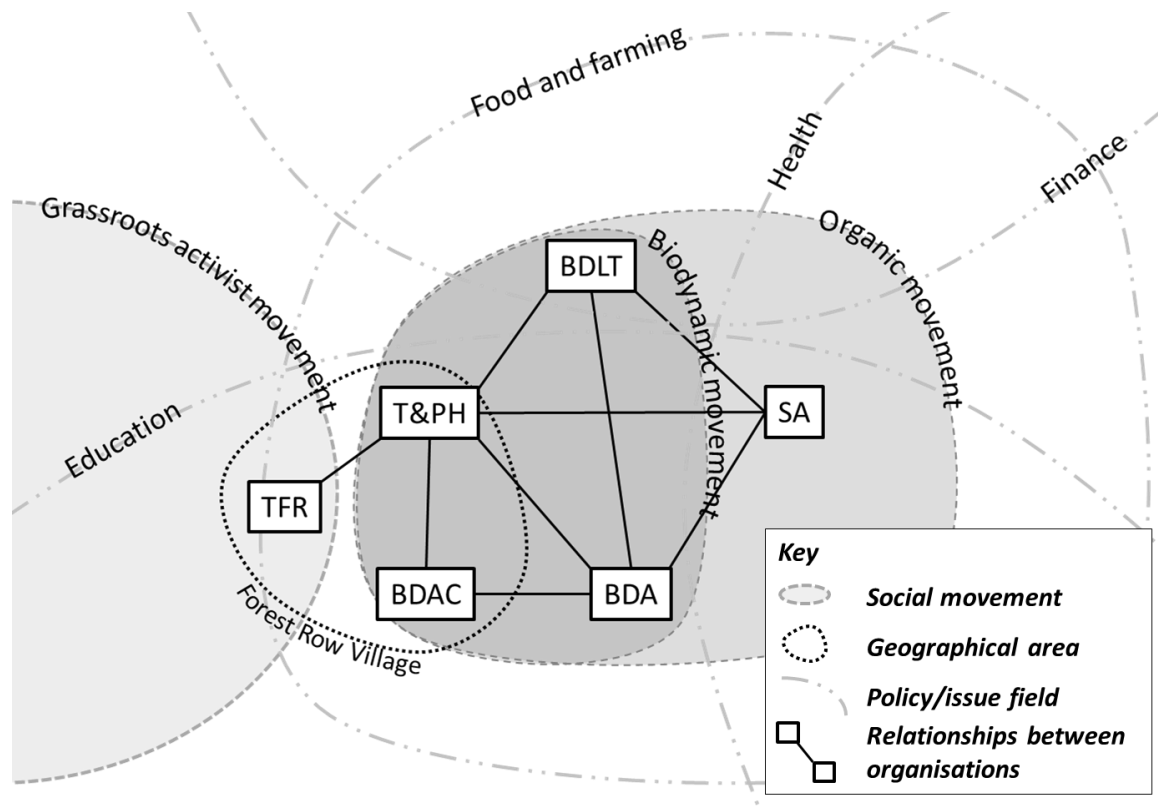 Food and farming
Health
Finance
Grassroots activist movement
Organic movement
Biodynamic movement
BDLT
T&PH
SA
Education
TFR
BDAC
BDA
Forest Row Village
Key
Social movement
Geographical area
Policy/issue field
Relationships between
organisations